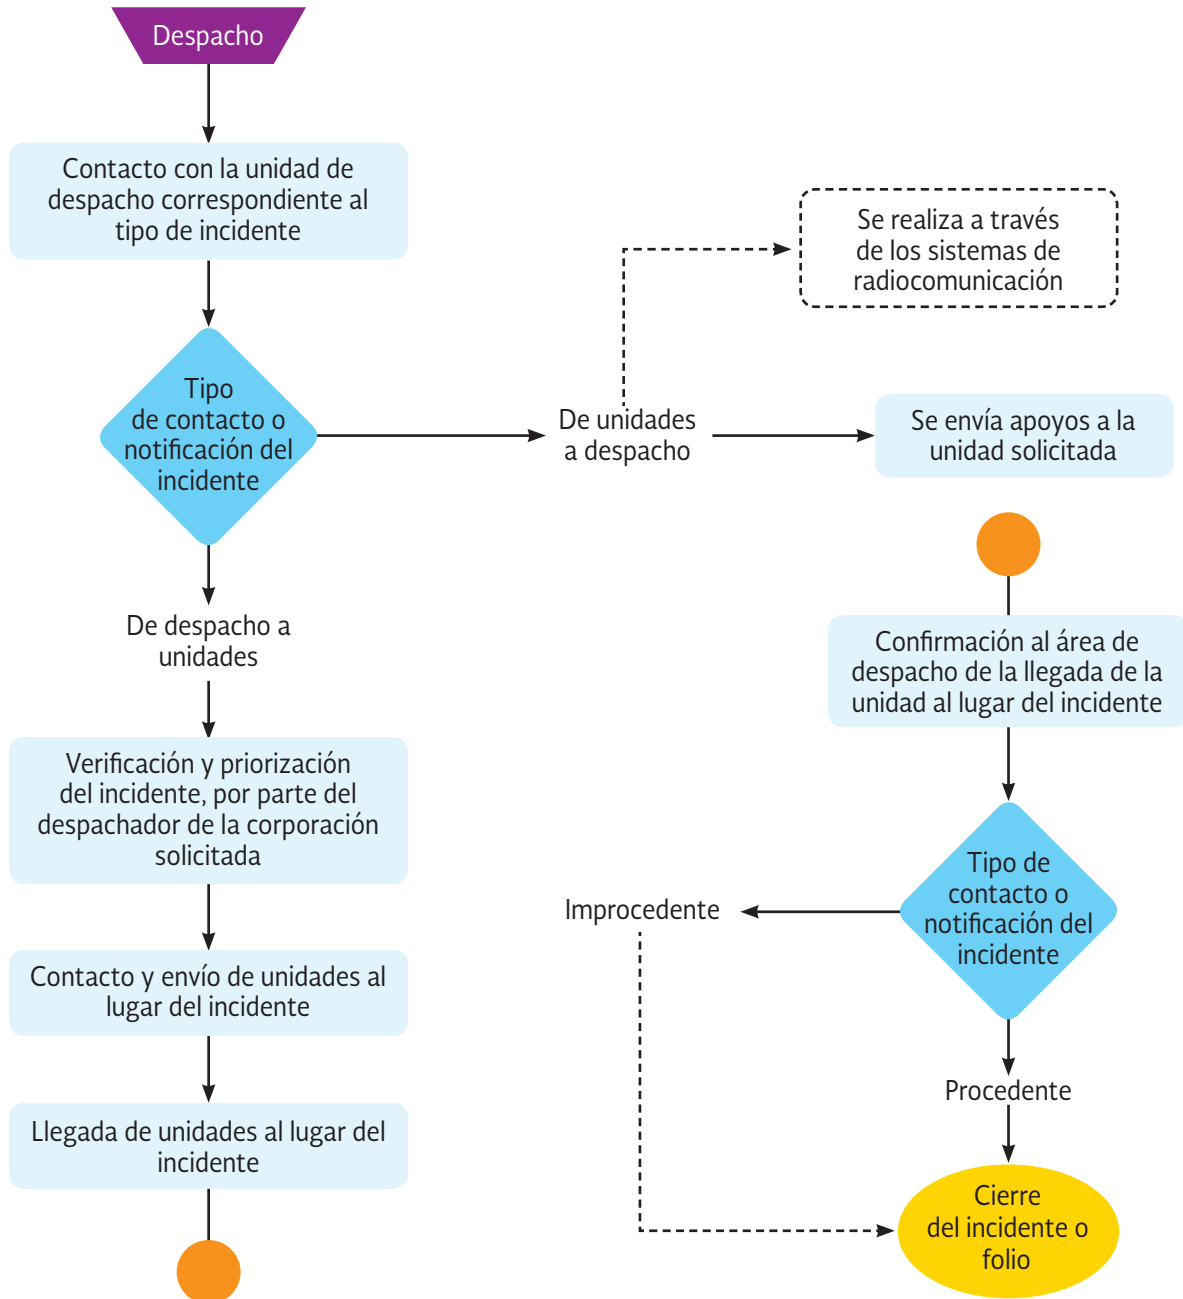 Despacho
Contacto con la unidad de
despacho correspondiente al
tipo de incidente
Se realiza a través
de los sistemas de
radiocomunicación
Tipo
de contacto o
notificación del
incidente
De unidades
a despacho
Se envía apoyos a la
unidad solicitada
De despacho a
unidades
Verificación y priorización
del incidente, por parte del
despachador de la corporación
solicitada
Contacto y envío de unidades al
lugar del incidente
Llegada de unidades al lugar del
incidente
Confirmación al área de
despacho de la llegada de la
unidad al lugar del incidente
Tipo de
contacto o
notificación del
incidente
Improcedente
Procedente
Cierre
del incidente o
folio